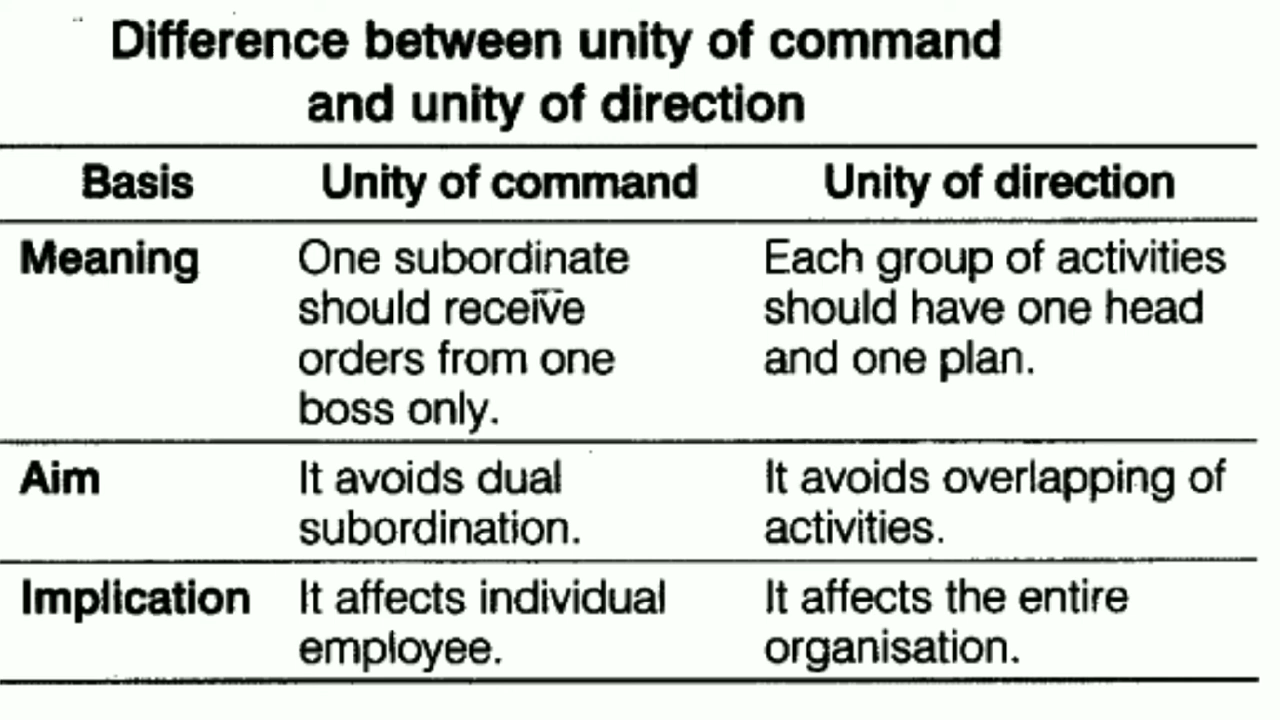 Difference between unity of command
and unity of direction
Basis Unity of command Unity of direction
Meaning One subordinate Each group of activities
should receive should have one head
orders from one and one plan.
boss only.
Aim It avoids dual It avoids overlapping of
subordination. activities.
Implication It affects individual It affects the entire
employee. organisation.